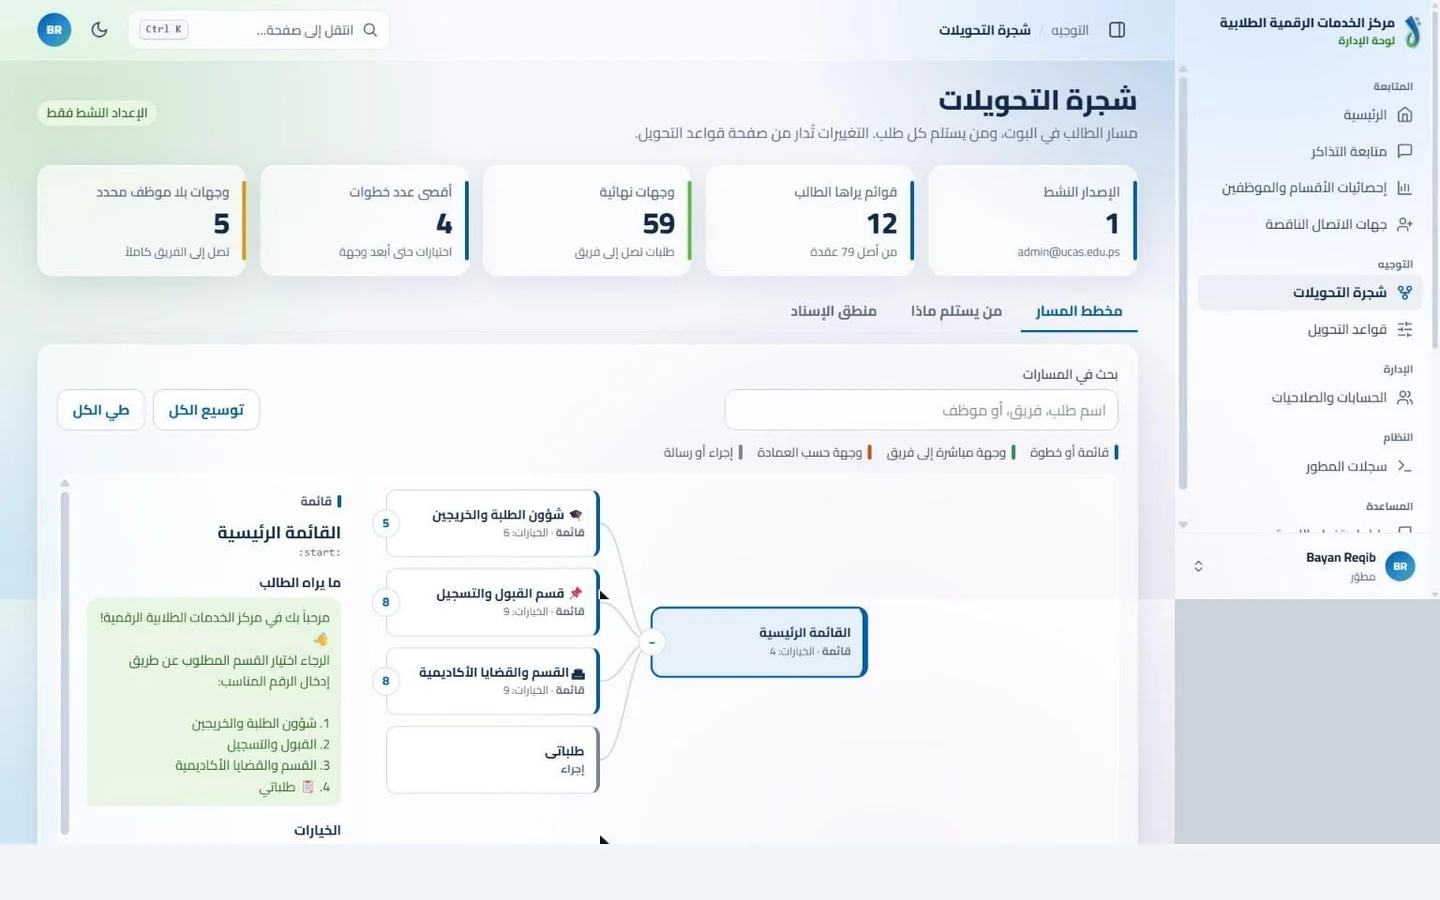 مركز الخدمات الرقمية الطلابية
لوحة الإدارة
المتابعة
الرئيسية
متابعة التذاكر
إحصائيات الأقسام والموظفين
جهات الاتصال الناقصة
التوجيه
شجرة التحويلات
قواعد التحويل
الإدارة
الحسابات والصلاحيات
النظام
سجلات المطور
المساعدة
Bayan Reqib
مطوّر
BR
التوجيه / شجرة التحويلات
انتقل إلى صفحة... Ctrl K
BR
شجرة التحويلات
مسار الطالب في البوت، ومن يستلم كل طلب. التغييرات تُدار من صفحة قواعد التحويل.
الإعداد النشط فقط
الإصدار النشط
1
admin@ucas.edu.ps
قوائم يراها الطالب
12
من أصل 79 عقدة
وجهات نهائية
59
طلبات تصل إلى فريق
أقصى عدد خطوات
4
اختيارات حتى أبعد وجهة
وجهات بلا موظف محدد
5
تصل إلى الفريق كاملاً
مخطط المسار
من يستلم ماذا
منطق الإسناد
بحث في المسارات
اسم طلب، فريق، أو موظف
توسيع الكل
طي الكل
قائمة أو خطوة
وجهة مباشرة إلى فريق
وجهة حسب العمادة
إجراء أو رسالة
القائمة الرئيسية
قائمة · الخيارات: 4
−
🎓 شؤون الطلبة والخريجين
قائمة · الخيارات: 6
5
📌 قسم القبول والتسجيل
قائمة · الخيارات: 9
8
القسم والقضايا الأكاديمية
قائمة · الخيارات: 9
8
طلباتي
إجراء
قائمة
القائمة الرئيسية
:start:
ما يراه الطالب
مرحباً بك في مركز الخدمات الطلابية الرقمية!
👋
الرجاء اختيار القسم المطلوب عن طريق
إدخال الرقم المناسب:
1. شؤون الطلبة والخريجين
2. القبول والتسجيل
3. القسم والقضايا الأكاديمية
4. 📋 طلباتي
الخيارات